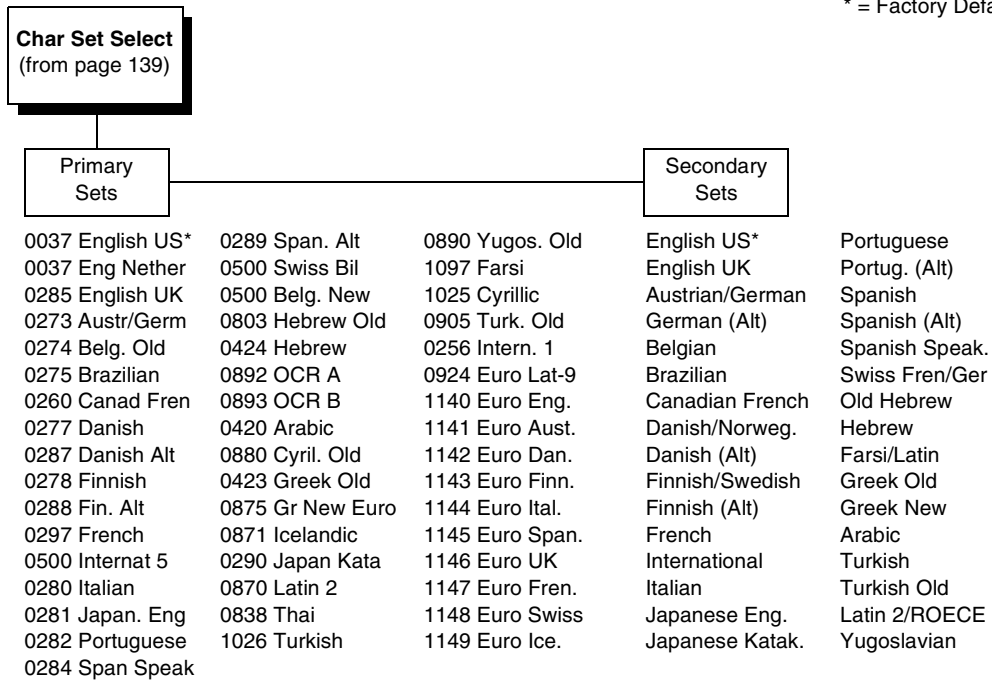 * = Factory
Char Set Select
(from page 139)
Primary
Sets
Secondary
Sets
0037 English US*
0037 Eng Nether
0285 English UK
0273 Austr/Germ
0274 Belg. Old
0275 Brazilian
0260 Canad Fren
0277 Danish
0287 Danish Alt
0278 Finnish
0288 Fin. Alt
0297 French
0500 Internat 5
0280 Italian
0281 Japan. Eng
0282 Portuguese
0284 Span Speak
0289 Span. Alt
0500 Swiss Bil
0500 Belg. New
0803 Hebrew Old
0424 Hebrew
0892 OCR A
0893 OCR B
0420 Arabic
0880 Cyril. Old
0423 Greek Old
0875 Gr New Euro
0871 Icelandic
0290 Japan Kata
0870 Latin 2
0838 Thai
1026 Turkish
0890 Yugos. Old
1097 Farsi
1025 Cyrillic
0905 Turk. Old
0256 Intern. 1
0924 Euro Lat-9
1140 Euro Eng.
1141 Euro Aust.
1142 Euro Dan.
1143 Euro Finn.
1144 Euro Ital.
1145 Euro Span.
1146 Euro UK
1147 Euro Fren.
1148 Euro Swiss
1149 Euro Ice.
English US*
English UK
Austrian/German
German (Alt)
Belgian
Brazilian
Canadian French
Danish/Norweg.
Danish (Alt)
Finnish/Swedish
Finnish (Alt)
French
International
Italian
Japanese Eng.
Japanese Katak.
Portuguese
Portug. (Alt)
Spanish
Spanish (Alt)
Spanish Speak.
Swiss Fren/Ger
Old Hebrew
Hebrew
Farsi/Latin
Greek Old
Greek New
Arabic
Turkish
Turkish Old
Latin 2/ROECE
Yugoslavian